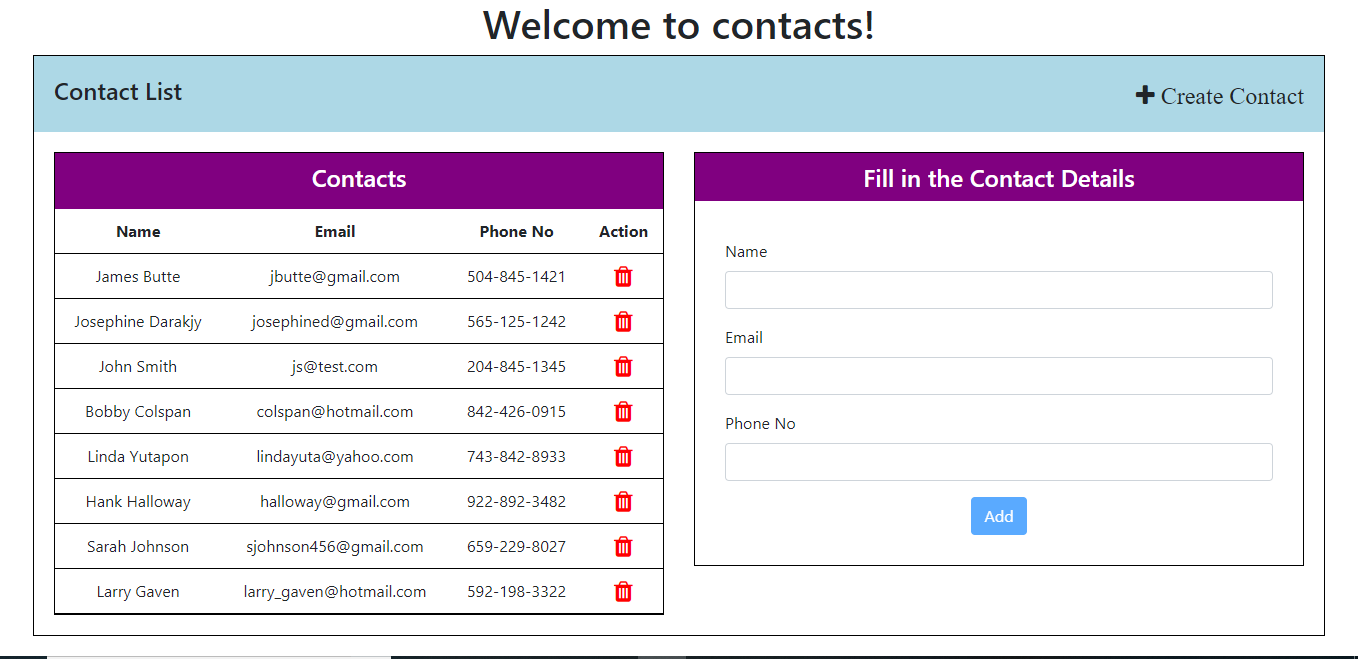 Welcome to contacts!
Contact List
Create Contact
Contacts
Name Email Phone No Action
James Butte jbutte@gmail.com 504-845-1421
Josephine Darakjy josephined@gmail.com 565-125-1242
John Smith js@test.com 204-845-1345
Bobby Colspan colspan@hotmail.com 842-426-0915
Linda Yutapon lindayuta@yahoo.com 743-842-8933
Hank Halloway halloway@gmail.com 922-892-3482
Sarah Johnson sjohnson456@gmail.com 659-229-8027
Larry Gaven larry_gaven@hotmail.com 592-198-3322
Fill in the Contact Details
Name
Email
Phone No
Add